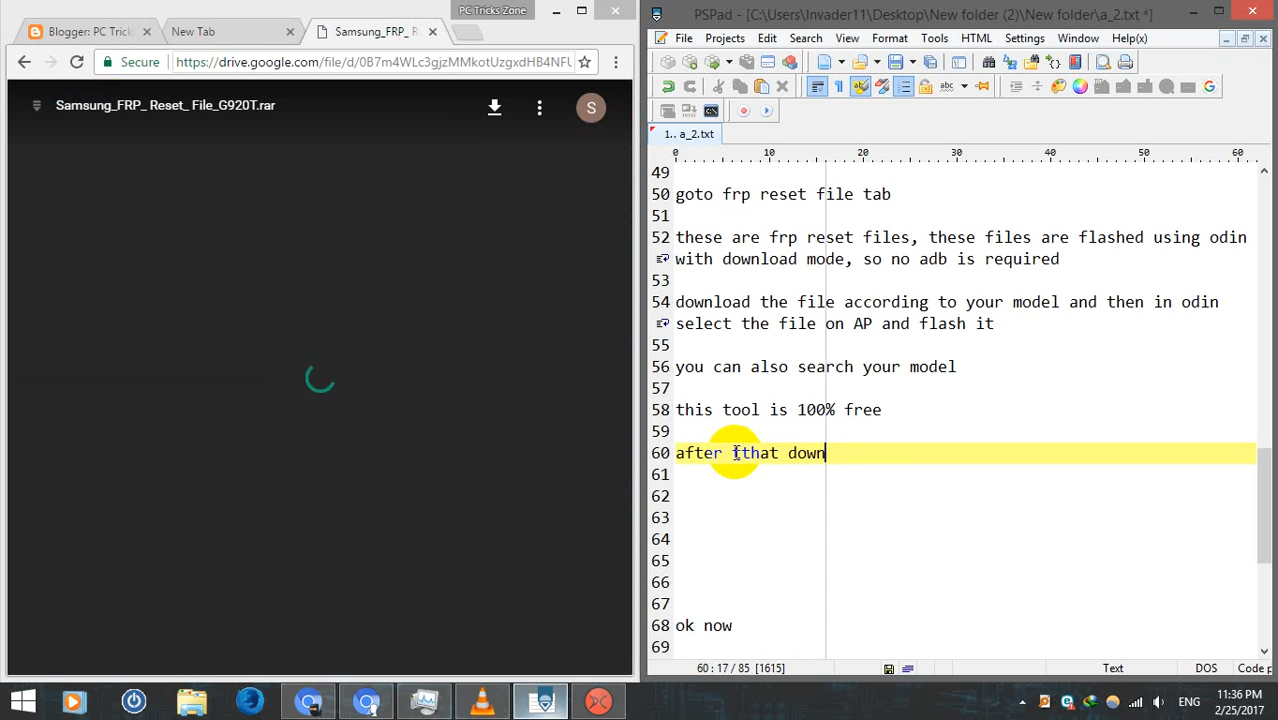 PC Tricks Zone
Blogger: PC Trick
New Tab
Samsung_FRP_ R
Secure
https://drive.google.com/file/d/0B7m4WLc3gjzMMkotUzgxdHB4NFU
Samsung_FRP_ Reset_ File_G920T.rar
S
PSPad - [C:\Users\Invader11\Desktop\New folder (2)\New folder\a_2.txt *]
File Projects Edit Search View Format Tools HTML Settings Window Help(x)
1.. a_2.txt
0 10 20 30 40 50 60
49
50 goto frp reset file tab
51
52 these are frp reset files, these files are flashed using odin
with download mode, so no adb is required
53
54 download the file according to your model and then in odin
select the file on AP and flash it
55
56 you can also search your model
57
58 this tool is 100% free
59
60 after that down
61
62
63
64
65
66
67
68 ok now
69
60 : 17 / 85 [1615]
Text
DOS
Code p
ENG
11:36 PM
2/25/2017